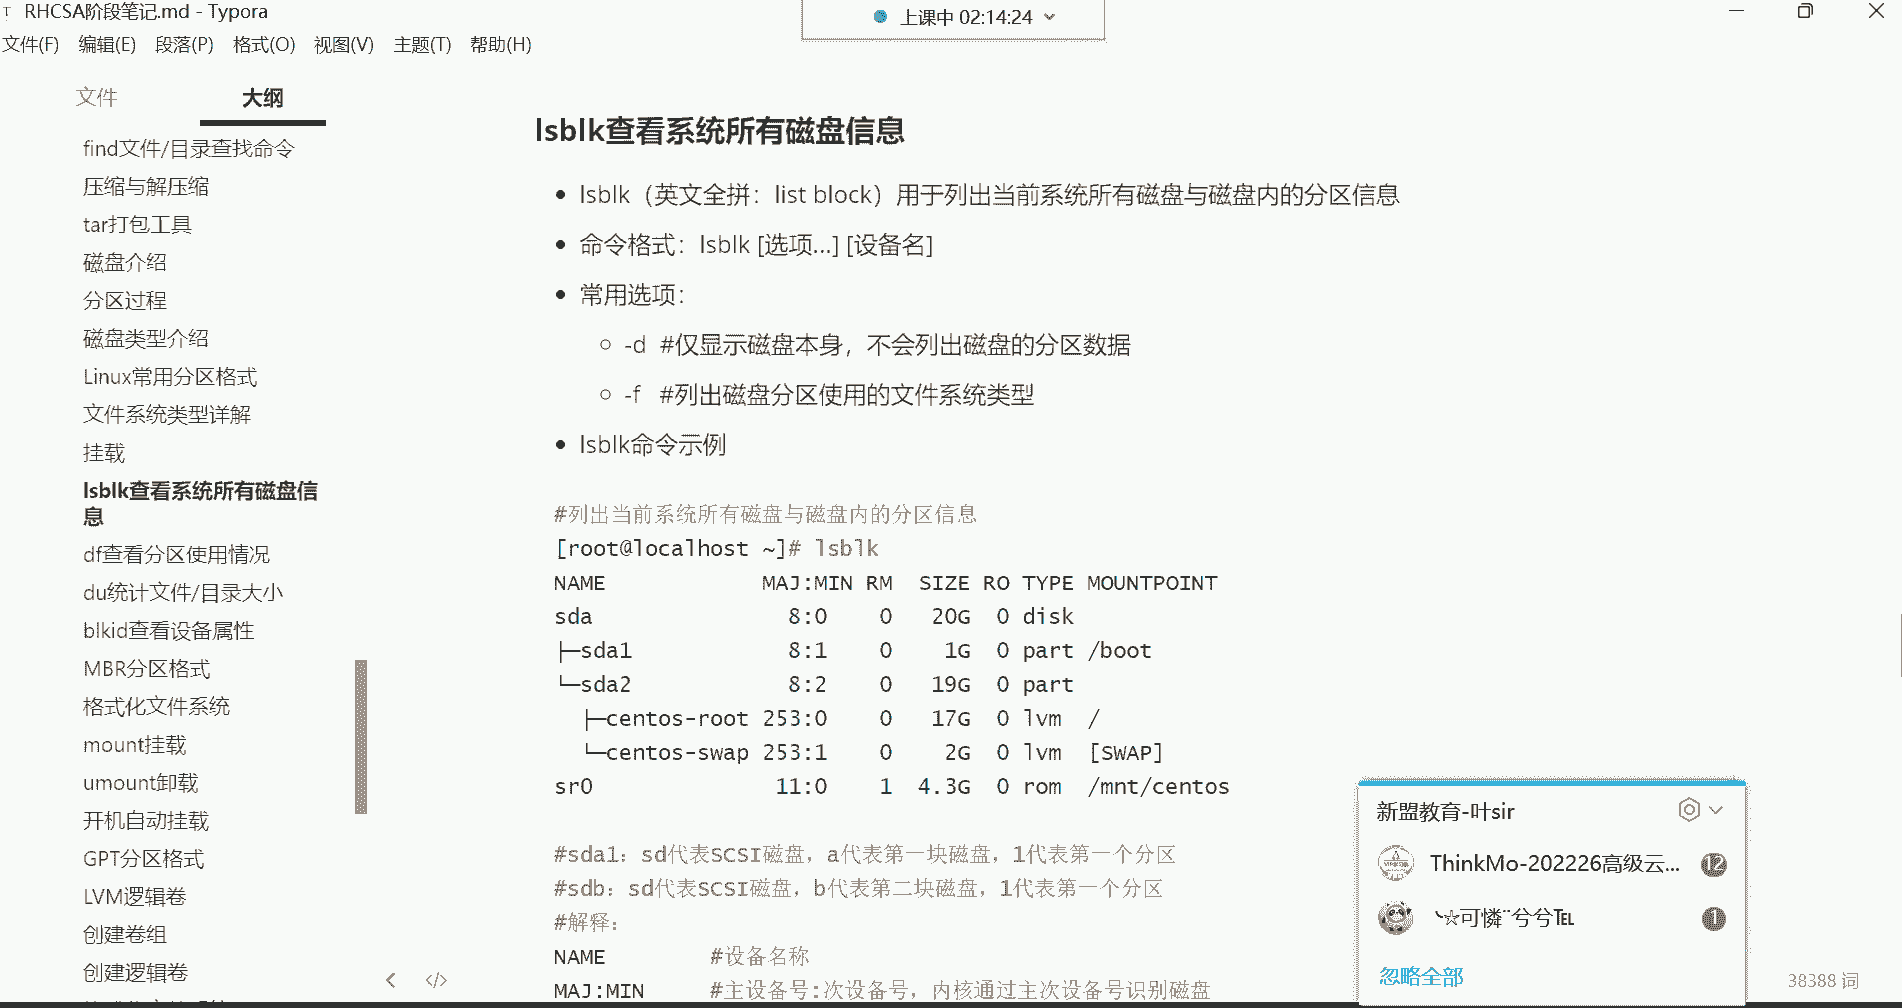 RHCSA阶段笔记.md - Typora
上课中 02:14:24
文件(F) 编辑(E) 段落(P) 格式(O) 视图(V) 主题(T) 帮助(H)
文件 大纲
find文件/目录查找命令
压缩与解压缩
tar打包工具
磁盘介绍
分区过程
磁盘类型介绍
Linux常用分区格式
文件系统类型详解
挂载
lsblk查看系统所有磁盘信
息
df查看分区使用情况
du统计文件/目录大小
blkid查看设备属性
MBR分区格式
格式化文件系统
mount挂载
umount卸载
开机自动挂载
GPT分区格式
LVM逻辑卷
创建卷组
创建逻辑卷
lsblk查看系统所有磁盘信息
lsblk（英文全拼：list block）用于列出当前系统所有磁盘与磁盘内的分区信息
命令格式：lsblk [选项...] [设备名]
常用选项：
-d #仅显示磁盘本身，不会列出磁盘的分区数据
-f #列出磁盘分区使用的文件系统类型
lsblk命令示例
#列出当前系统所有磁盘与磁盘内的分区信息
[root@localhost ~]# lsblk
NAME MAJ:MIN RM SIZE RO TYPE MOUNTPOINT
sda 8:0 0 20G 0 disk
├─sda1 8:1 0 1G 0 part /boot
└─sda2 8:2 0 19G 0 part
├─centos-root 253:0 0 17G 0 lvm /
└─centos-swap 253:1 0 2G 0 lvm [SWAP]
sr0 11:0 1 4.3G 0 rom /mnt/centos
#sda1：sd代表SCSI磁盘，a代表第一块磁盘，1代表第一个分区
#sdb：sd代表SCSI磁盘，b代表第二块磁盘，1代表第一个分区
#解释：
NAME #设备名称
MAJ:MIN #主设备号:次设备号，内核通过主次设备号识别磁盘
新盟教育-叶sir
ThinkMo-202226高级云... 12
╰☆可憐¨兮兮℡ 1
忽略全部
38388 词